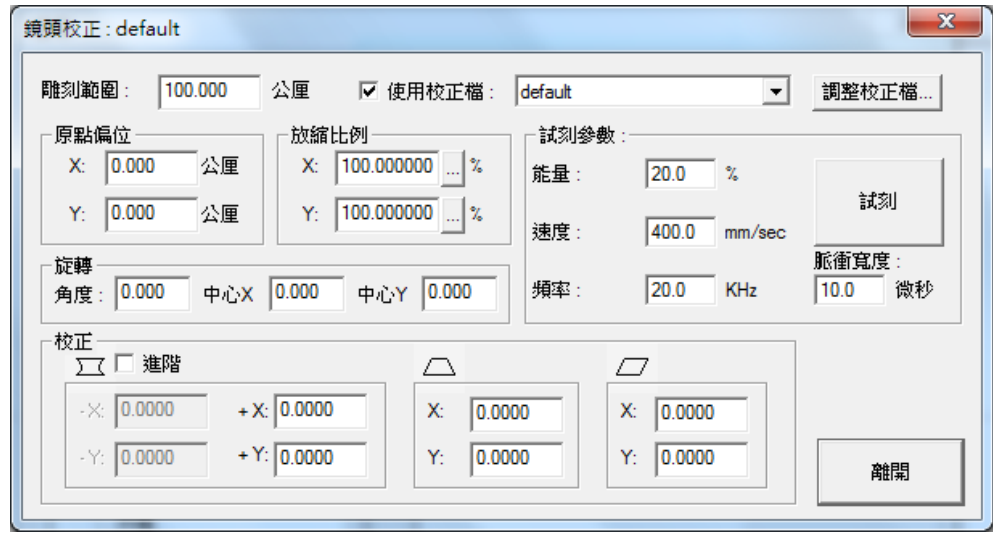 鏡頭校正 : default
雕刻範圍 : 100.000 公厘 使用校正檔 : default 調整校正檔...
原點偏位 放縮比例 試刻參數 :
X: 0.000 公厘 X: 100.000000 ... % 能量 : 20.0 % 試刻
Y: 0.000 公厘 Y: 100.000000 ... % 速度 : 400.0 mm/sec
旋轉 脈衝寬度 :
角度 : 0.000 中心X 0.000 中心Y 0.000 頻率 : 20.0 KHz 10.0 微秒
校正
進階
-X: 0.0000 +X: 0.0000 X: 0.0000 X: 0.0000
-Y: 0.0000 +Y: 0.0000 Y: 0.0000 Y: 0.0000 離開